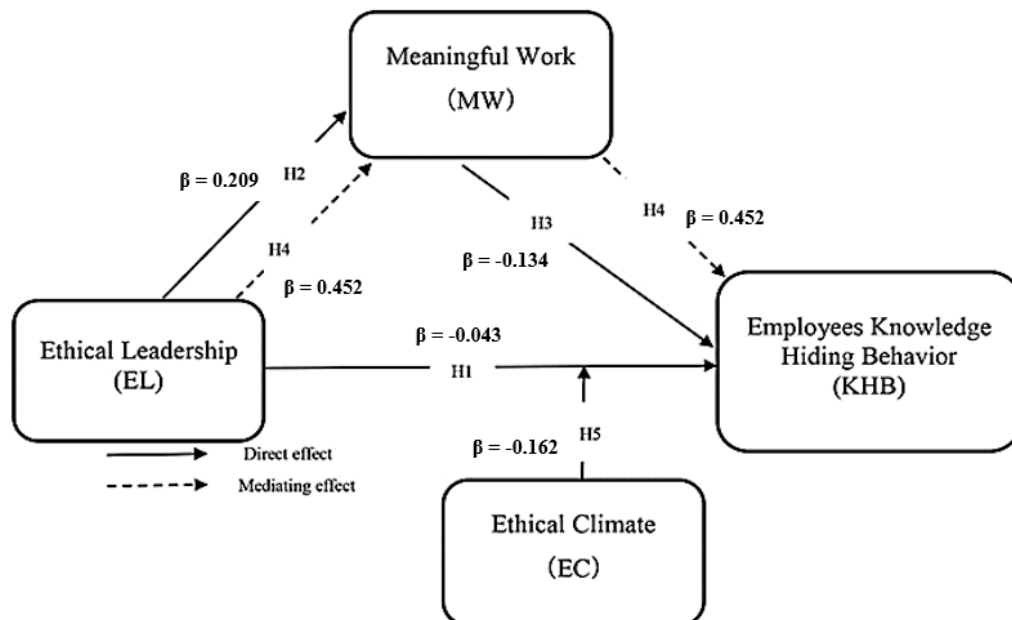 Meaningful Work
(MW)
β = 0.209
H2
H4
β = 0.452
H3
β = -0.134
H4
β = 0.452
Ethical Leadership
(EL)
β = -0.043
H1
Employees Knowledge
Hiding Behavior
(KHB)
H5
β = -0.162
Direct effect
Mediating effect
Ethical Climate
(EC)